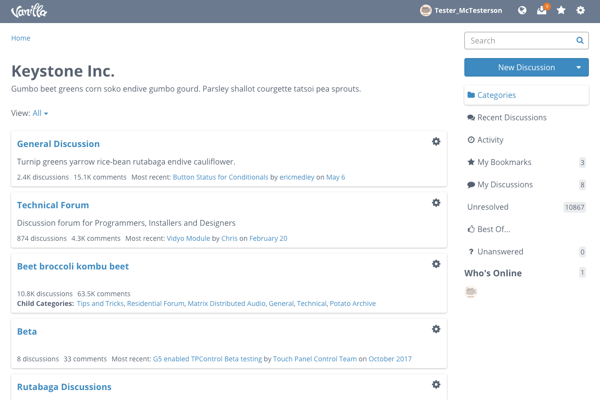 Vanilla
Tester_McTesterson
Home
Keystone Inc.
Gumbo beet greens corn soko endive gumbo gourd. Parsley shallot courgette tatsoi pea sprouts.
View: All
General Discussion
Turnip greens yarrow rice-bean rutabaga endive cauliflower.
2.4K discussions 15.1K comments Most recent: Button Status for Conditionals by ericmedley on May 6
Technical Forum
Discussion forum for Programmers, Installers and Designers
874 discussions 4.3K comments Most recent: Vidyo Module by Chris on February 20
Beet broccoli kombu beet
10.8K discussions 63.5K comments
Child Categories: Tips and Tricks, Residential Forum, Matrix Distributed Audio, General, Technical, Potato Archive
Beta
8 discussions 33 comments Most recent: G5 enabled TPControl Beta testing by Touch Panel Control Team on October 2017
Rutabaga Discussions
Search
New Discussion
Categories
Recent Discussions
Activity
My Bookmarks 3
My Discussions 8
Unresolved 10867
Best Of...
Unanswered 0
Who's Online 1